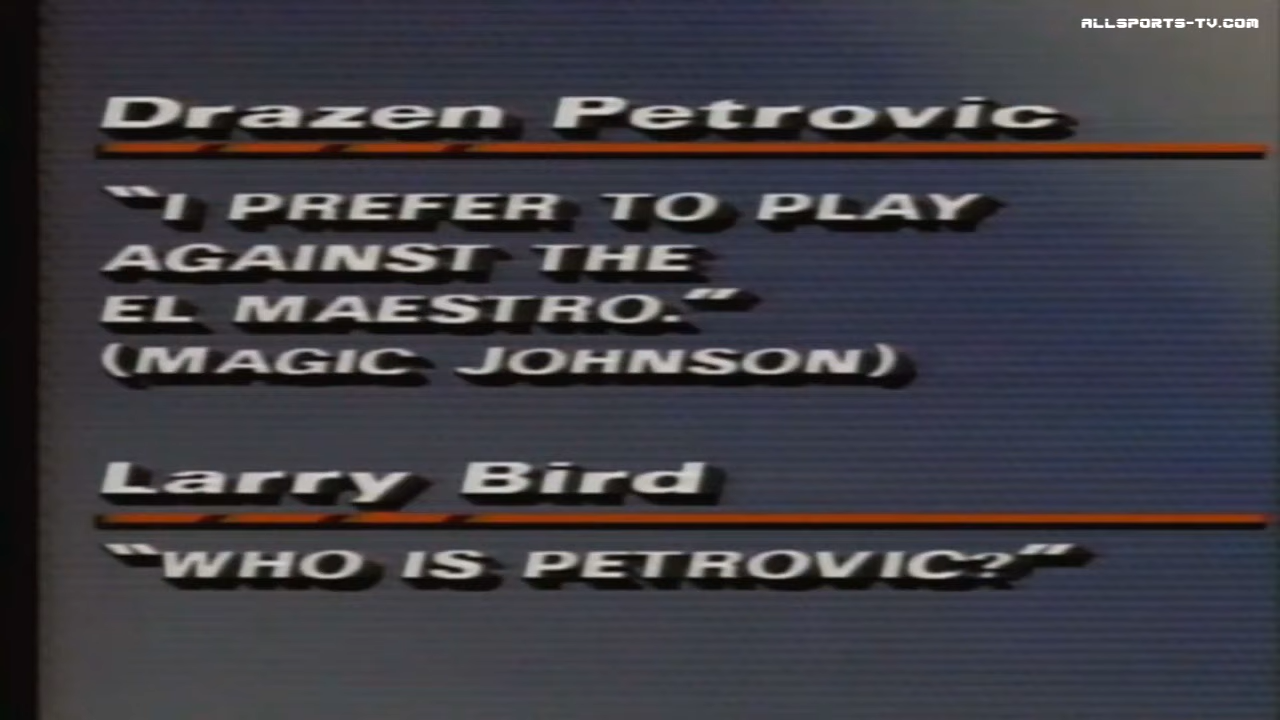 ALLSPORTS-TV.COM
Drazen Petrovic
"I PREFER TO PLAY
AGAINST THE
EL MAESTRO."
(MAGIC JOHNSON)
Larry Bird
"WHO IS PETROVIC?"